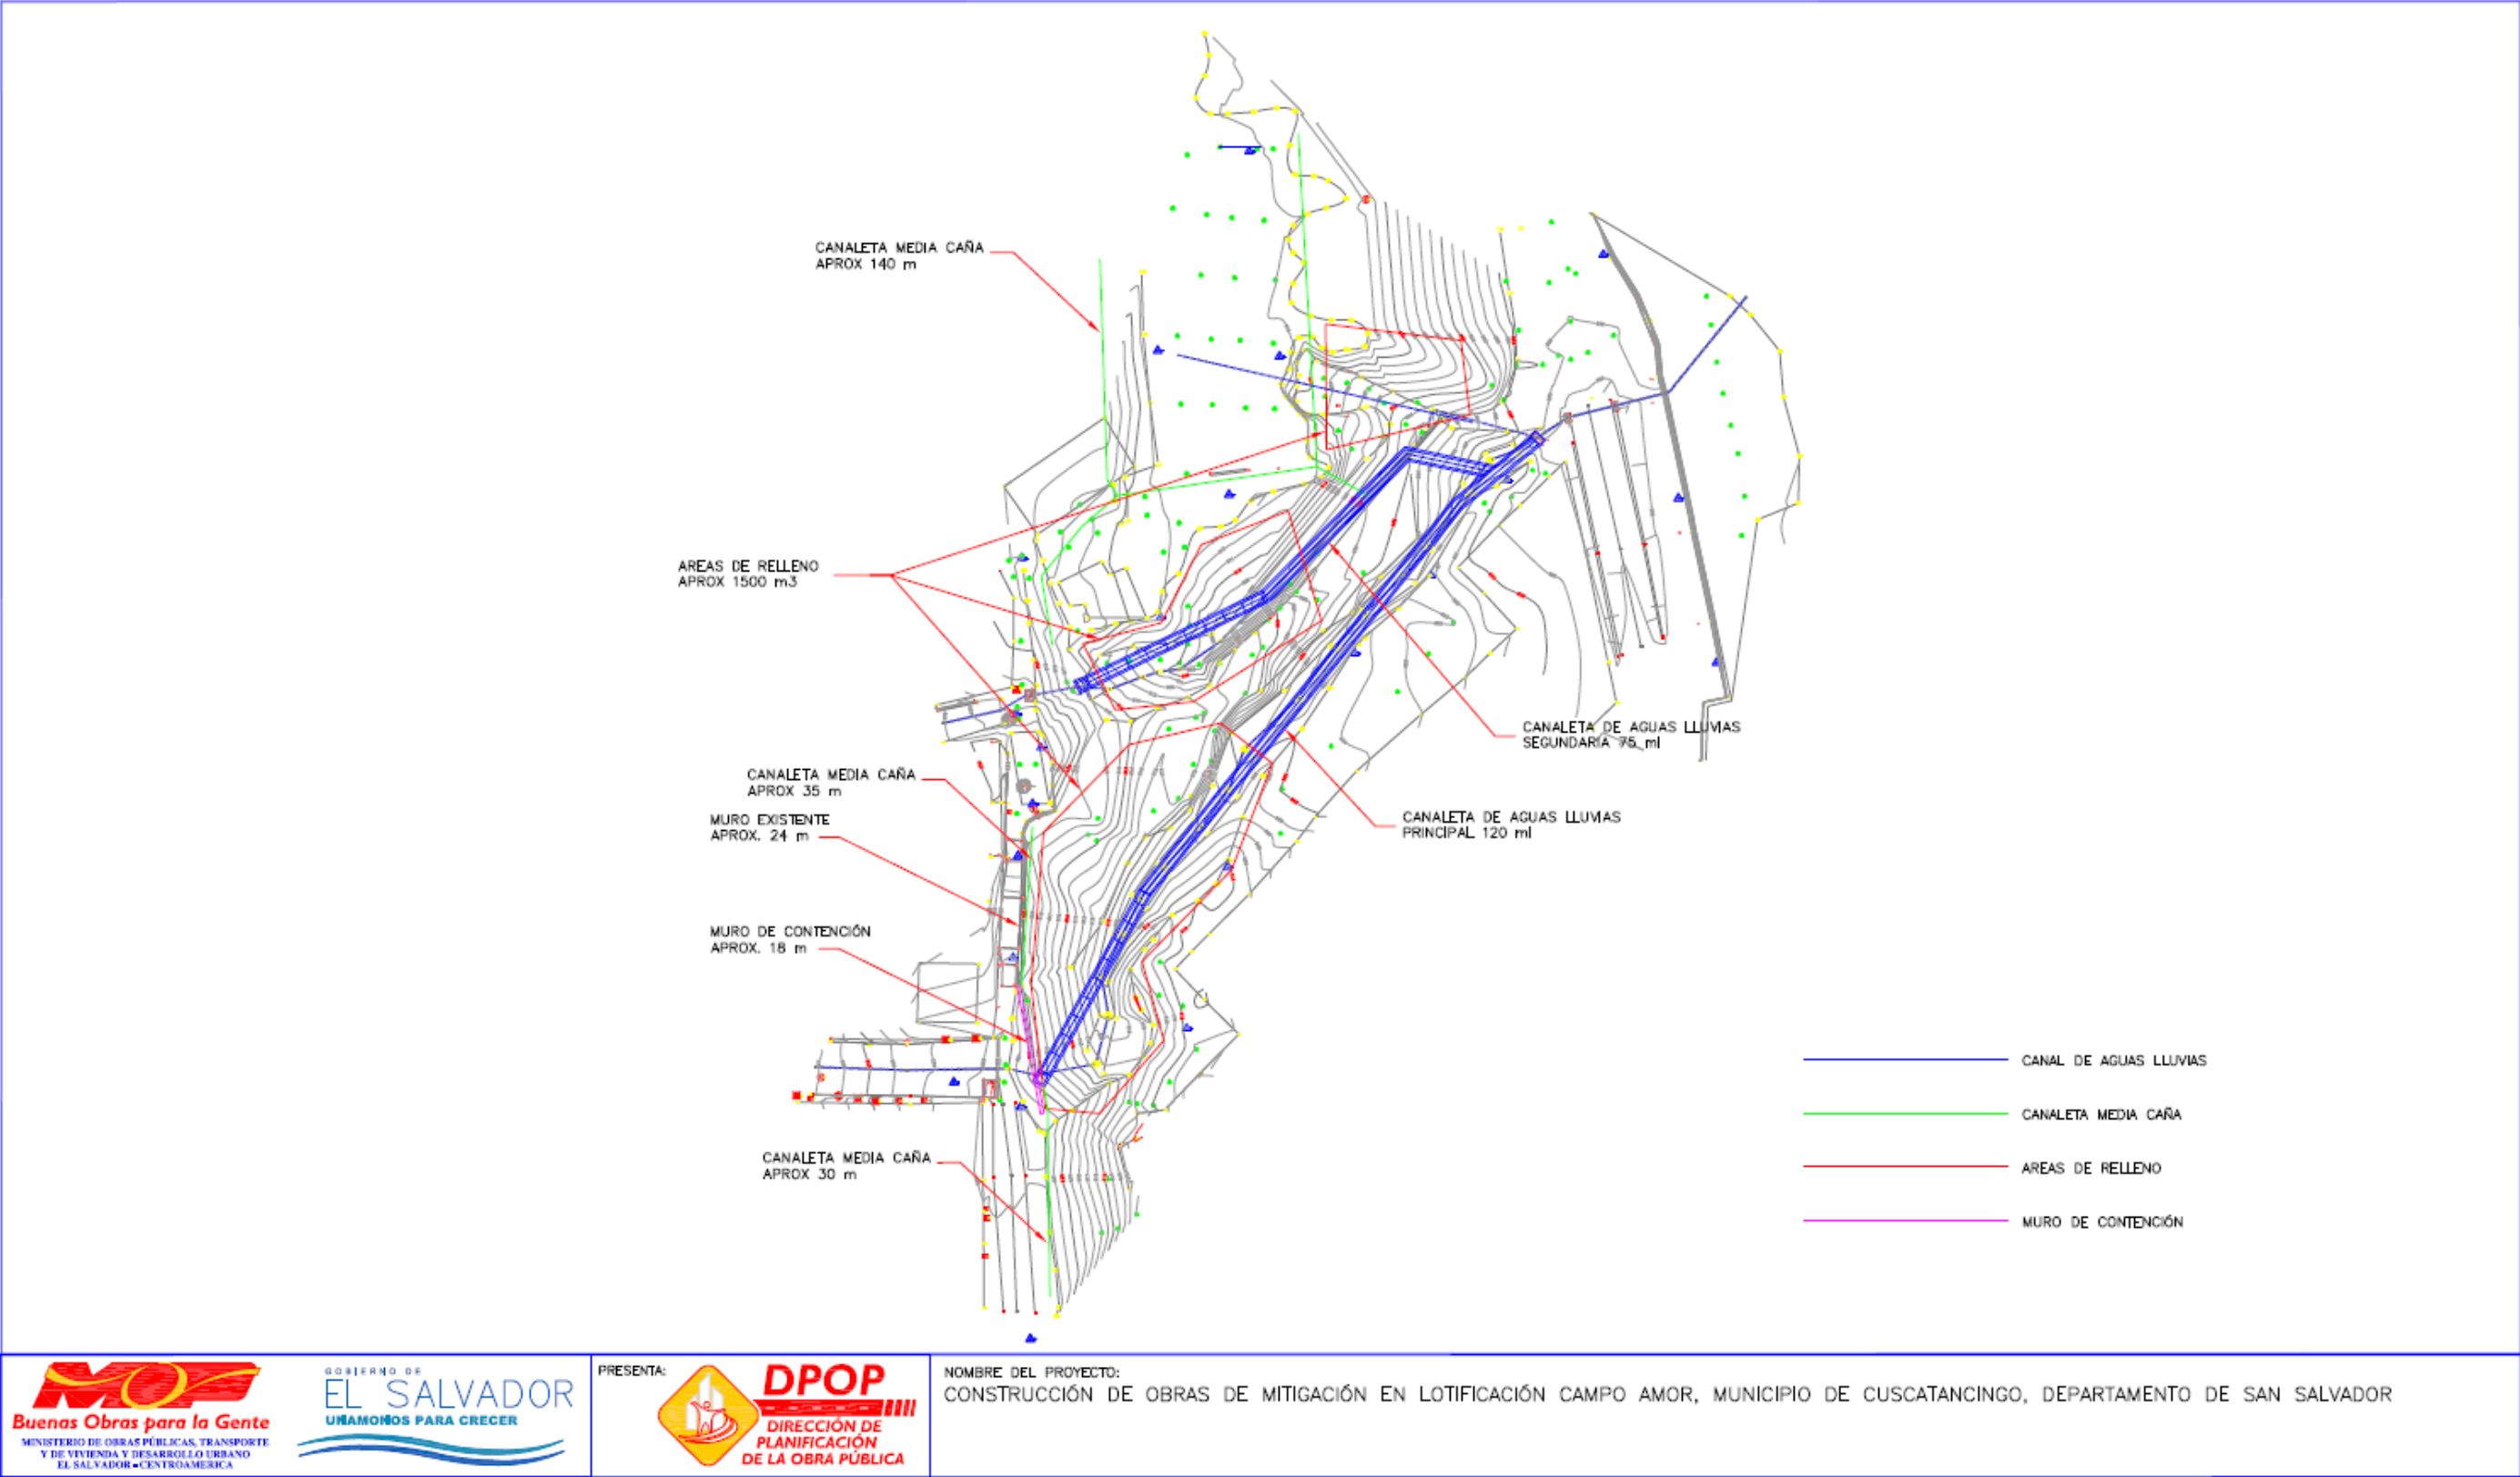 CANALETA MEDIA CAÑA
APROX 140 m
AREAS DE RELLENO
APROX 1500 m3
CANALETA DE AGUAS LLUVIAS
SEGUNDARIA 75 ml
CANALETA MEDIA CAÑA
APROX 35 m
MURO EXISTENTE
APROX. 24 m
CANALETA DE AGUAS LLUVIAS
PRINCIPAL 120 ml
MURO DE CONTENCIÓN
APROX. 18 m
CANALETA MEDIA CAÑA
APROX 30 m
CANAL DE AGUAS LLUVIAS
CANALETA MEDIA CAÑA
AREAS DE RELLENO
MURO DE CONTENCIÓN
MOP
Buenas Obras para la Gente
MINISTERIO DE OBRAS PÚBLICAS, TRANSPORTE
Y DE VIVIENDA Y DESARROLLO URBANO
EL SALVADOR - CENTROAMERICA
GOBIERNO DE
EL SALVADOR
UNÁMONOS PARA CRECER
PRESENTA:
DPOP
DIRECCIÓN DE
PLANIFICACIÓN
DE LA OBRA PÚBLICA
NOMBRE DEL PROYECTO:
CONSTRUCCIÓN DE OBRAS DE MITIGACIÓN EN LOTIFICACIÓN CAMPO AMOR, MUNICIPIO DE CUSCATANCINGO, DEPARTAMENTO DE SAN SALVADOR